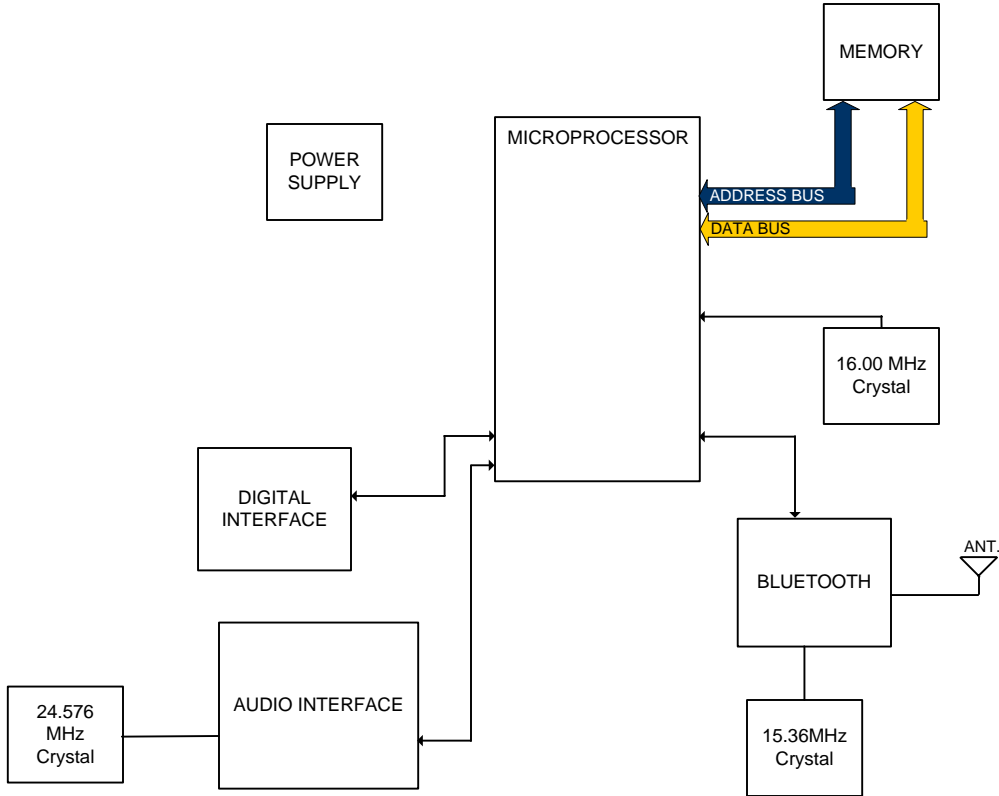 MEMORY
MICROPROCESSOR
POWER
SUPPLY
ADDRESS BUS
DATA BUS
16.00 MHz
Crystal
DIGITAL
INTERFACE
ANT.
BLUETOOTH
AUDIO INTERFACE
24.576
MHz
Crystal
15.36MHz
Crystal